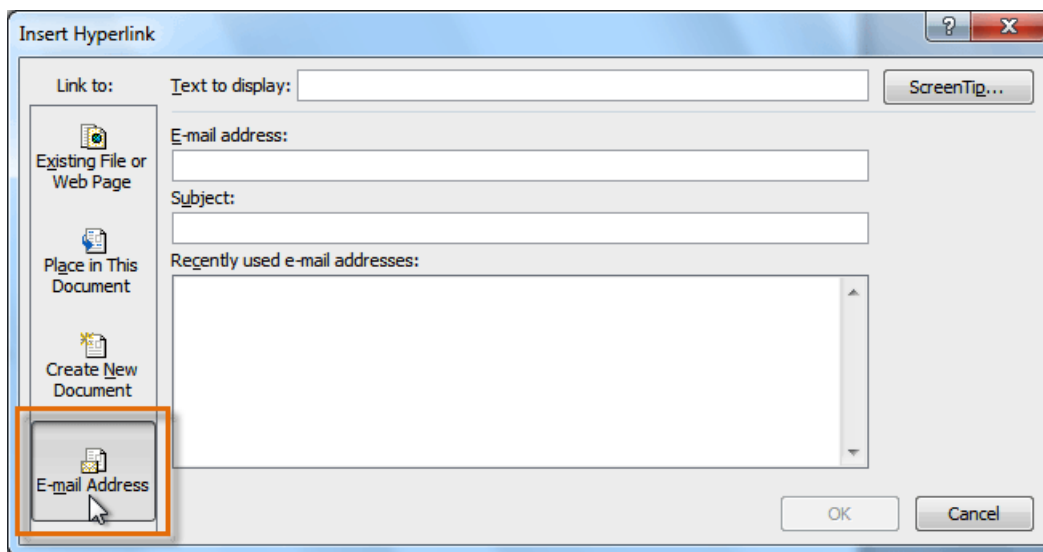 Insert Hyperlink
?
X
Link to:
Text to display:
ScreenTip...
Existing File or
Web Page
E-mail address:
Subject:
Place in This
Document
Recently used e-mail addresses:
Create New
Document
E-mail Address
OK
Cancel